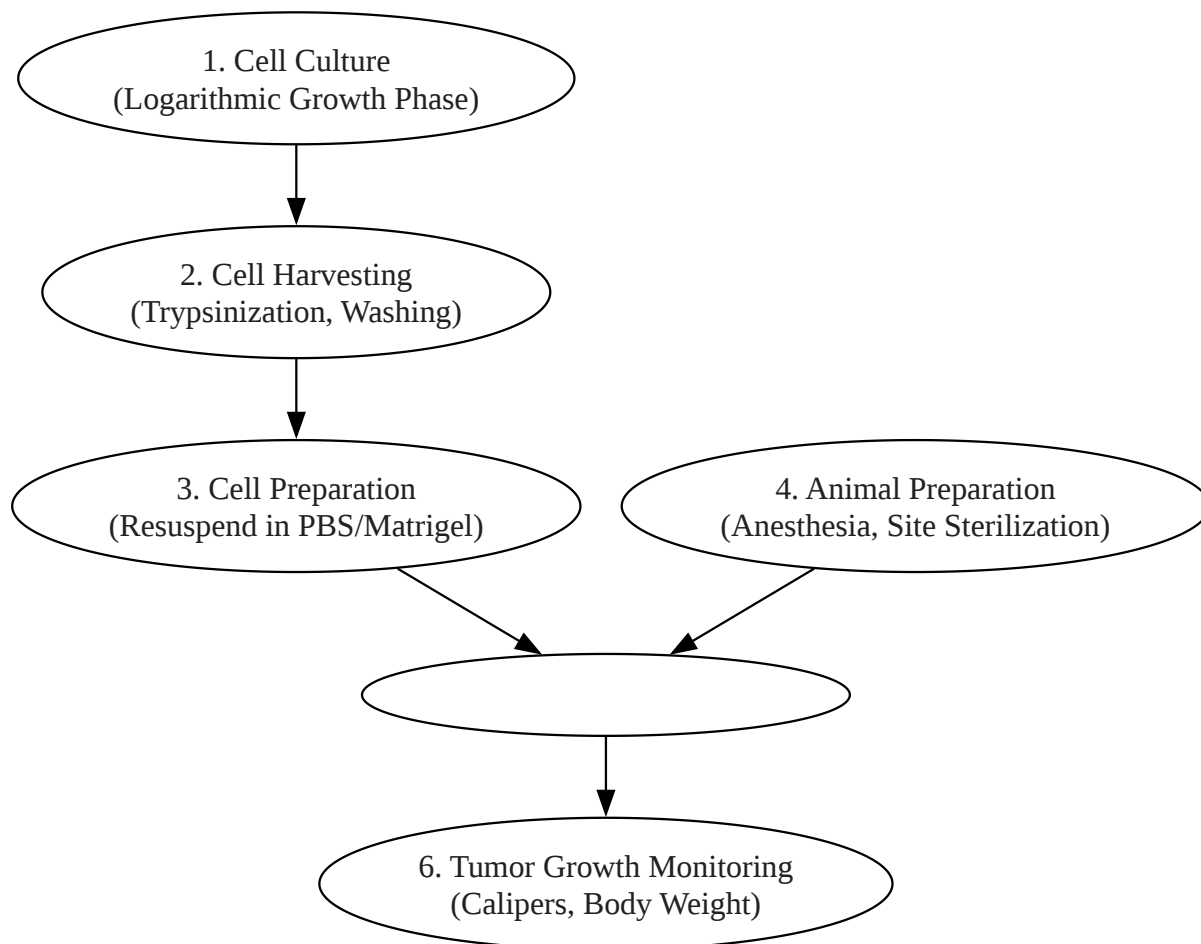 1. Cell Culture
(Logarithmic Growth Phase)
2. Cell Harvesting
(Trypsinization, Washing)
3. Cell Preparation
(Resuspend in PBS/Matrigel)
4. Animal Preparation
(Anesthesia, Site Sterilization)
6. Tumor Growth Monitoring
(Calipers, Body Weight)